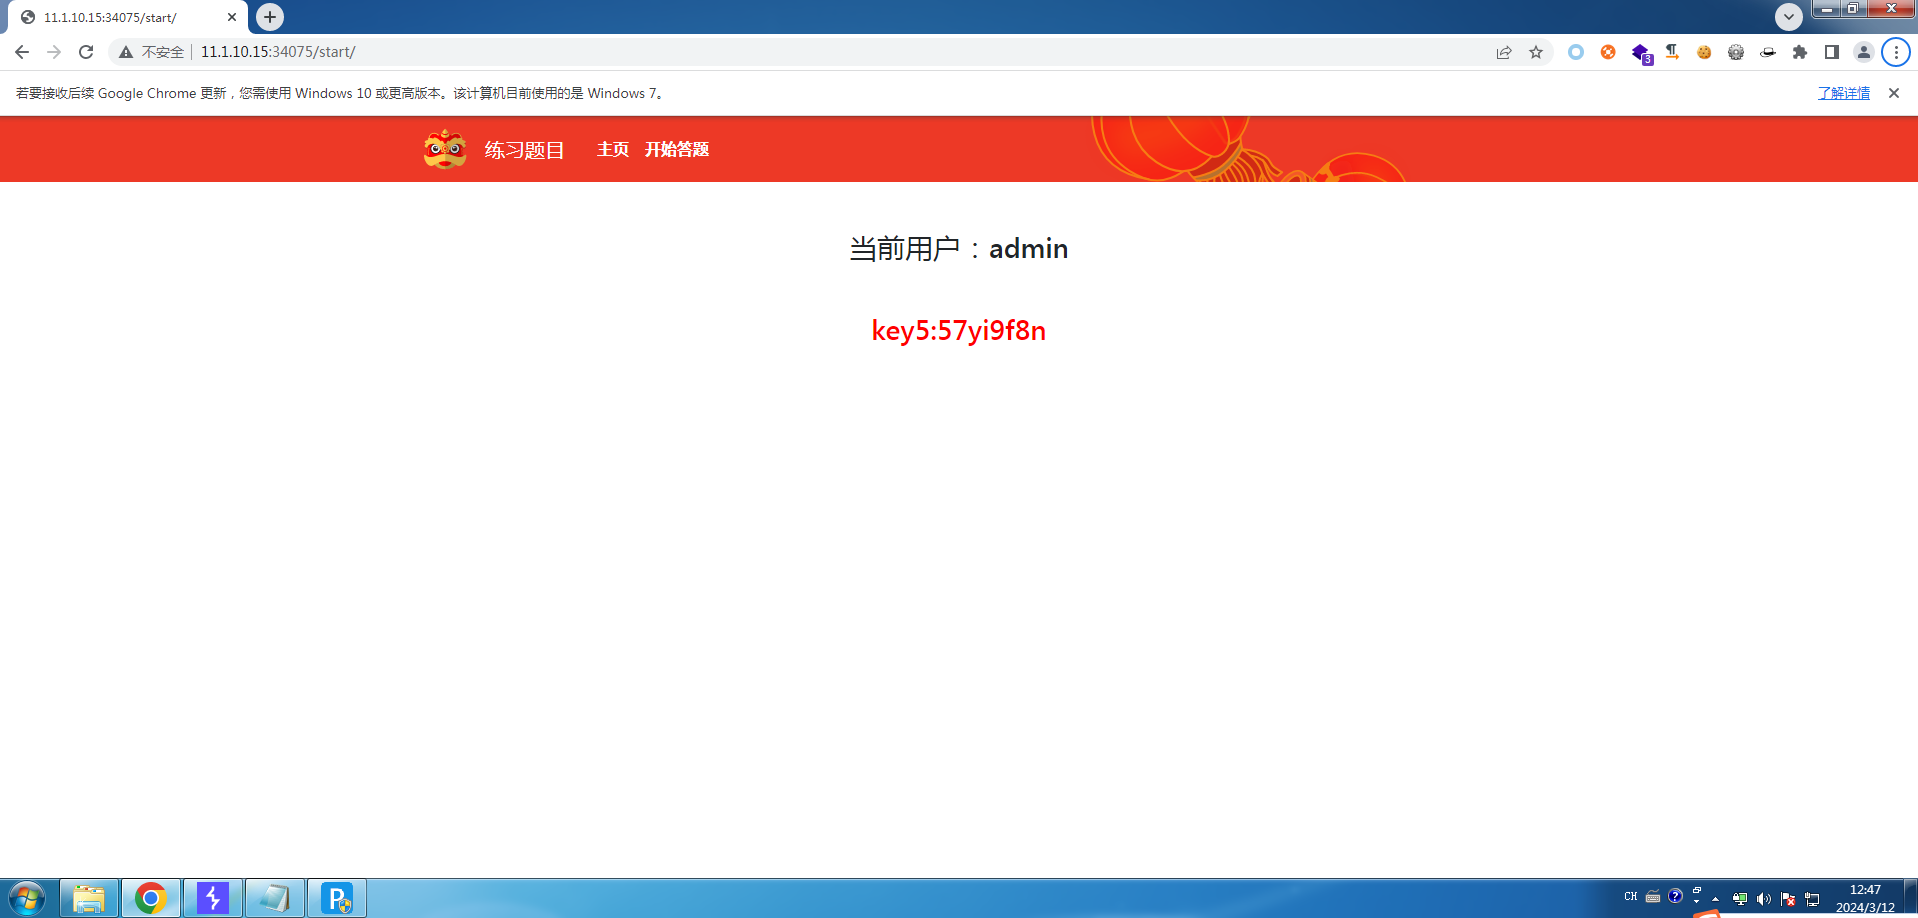 11.1.10.15:34075/start/
不安全 11.1.10.15:34075/start/
3
若要接收后续 Google Chrome 更新，您需使用 Windows 10 或更高版本。该计算机目前使用的是 Windows 7。 了解详情
练习题目 主页 开始答题
当前用户：admin
key5:57yi9f8n
CH
12:47
2024/3/12